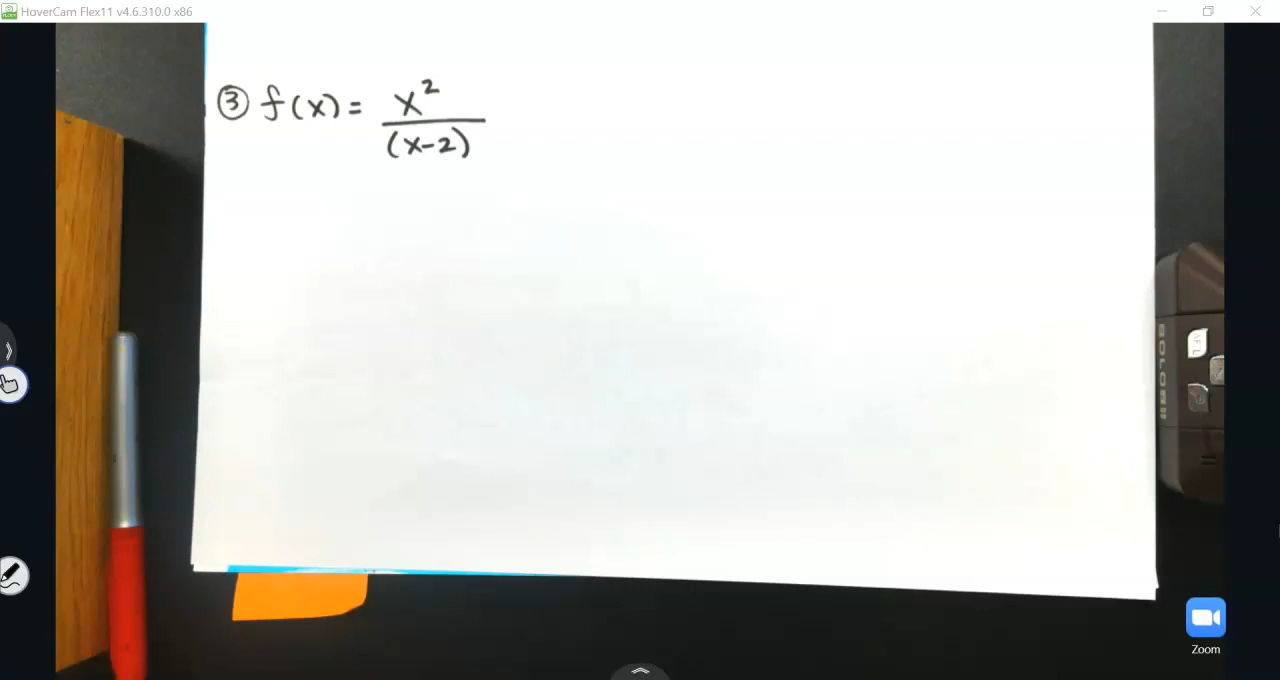 HoverCam Flex11 v4.6.310.0 x86
③ f(x) = x²
(x-2)
Zoom